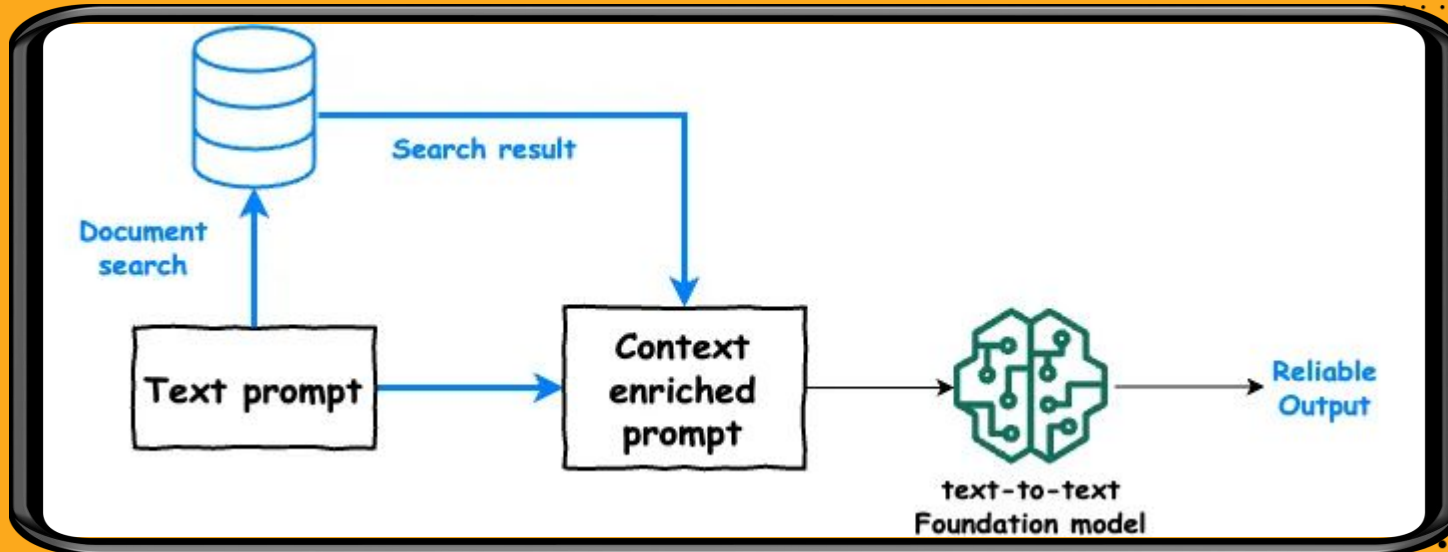 Search result
Document
search
Text prompt
Context
enriched
prompt
Reliable
Output
text-to-text
Foundation model